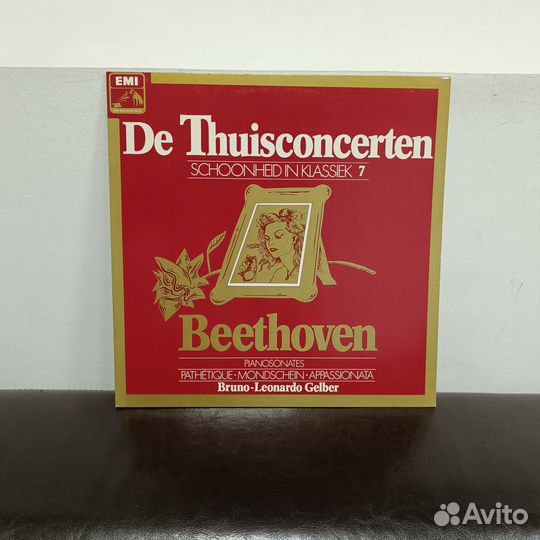 EMI
De Thuisconcerten
SCHOONHEID IN KLASSIEK 7
Beethoven
PIANOSONATES
PATHÉTIQUE · MONDSCHEIN · APPASSIONATA
Bruno-Leonardo Gelber
Avito